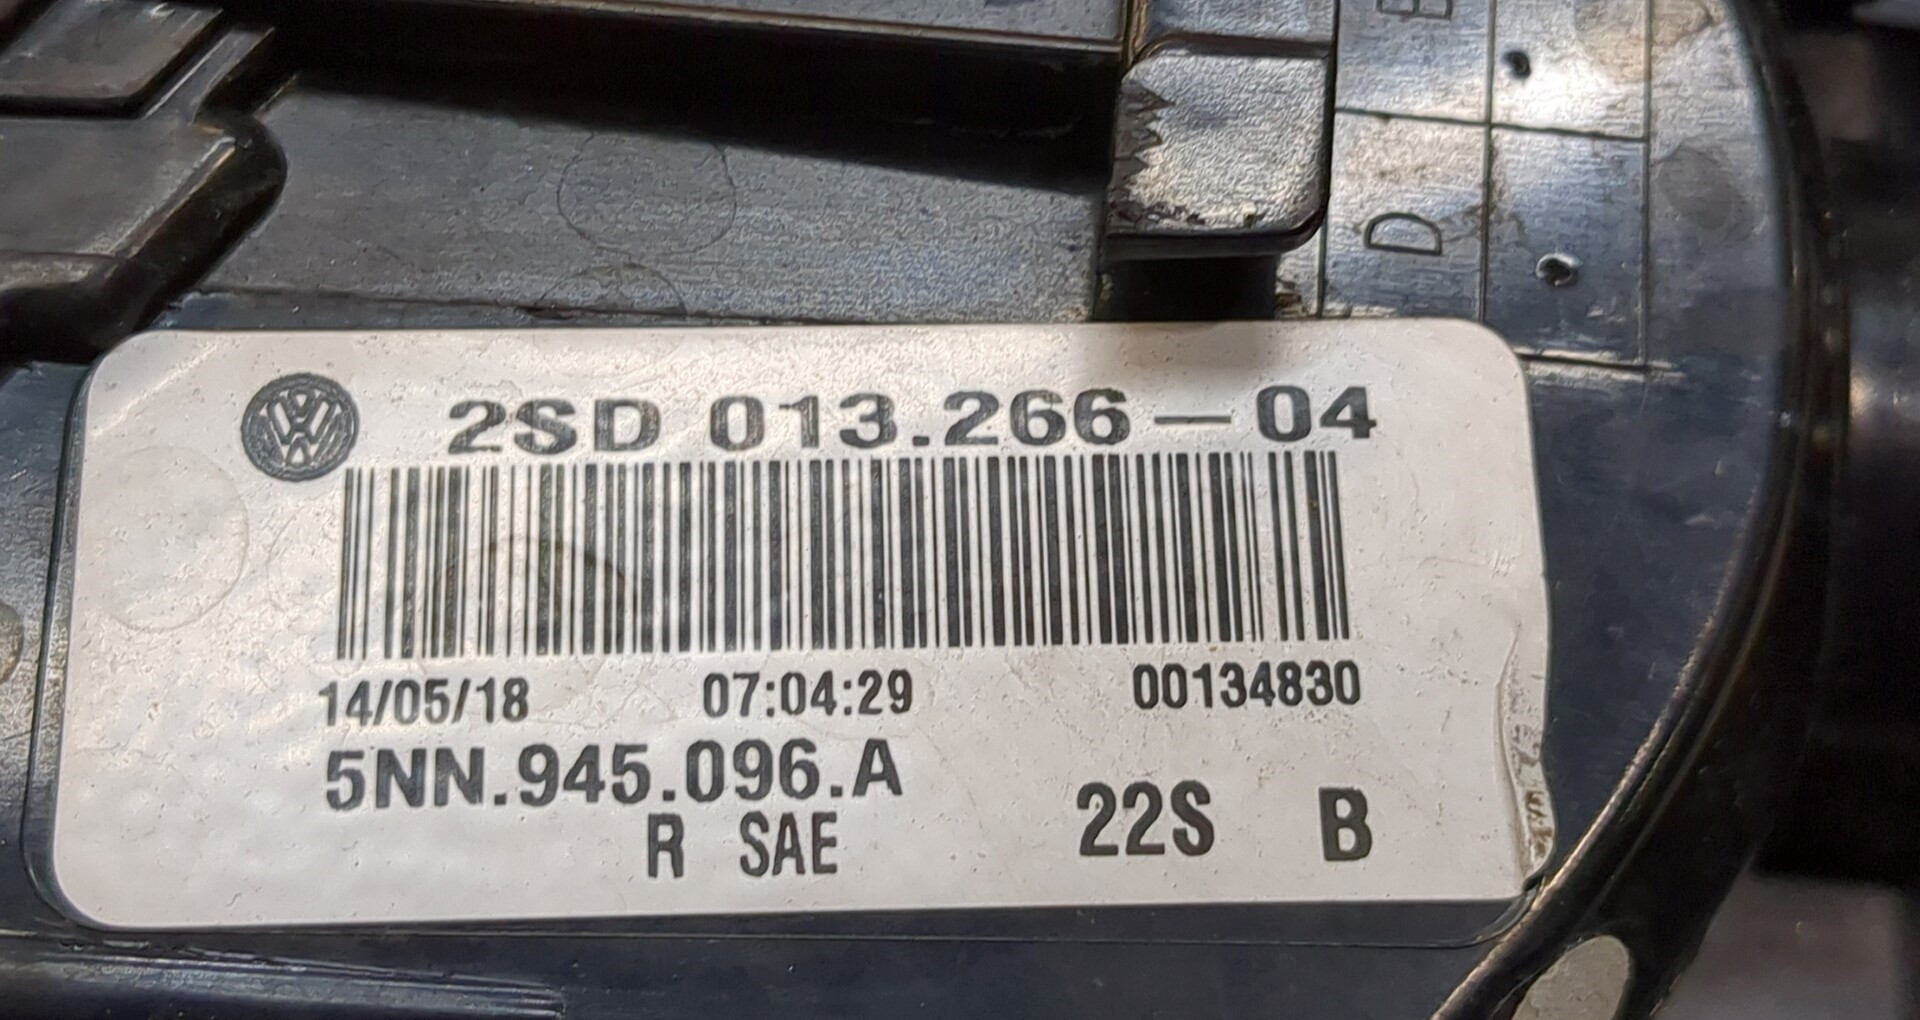 D
2SD 013.266-04
14/05/18 07:04:29 00134830
5NN.945.096.A
R SAE 22S B